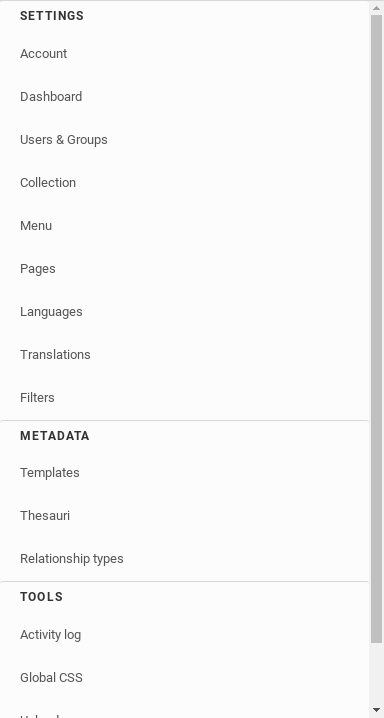 SETTINGS
Account
Dashboard
Users & Groups
Collection
Menu
Pages
Languages
Translations
Filters
METADATA
Templates
Thesauri
Relationship types
TOOLS
Activity log
Global CSS